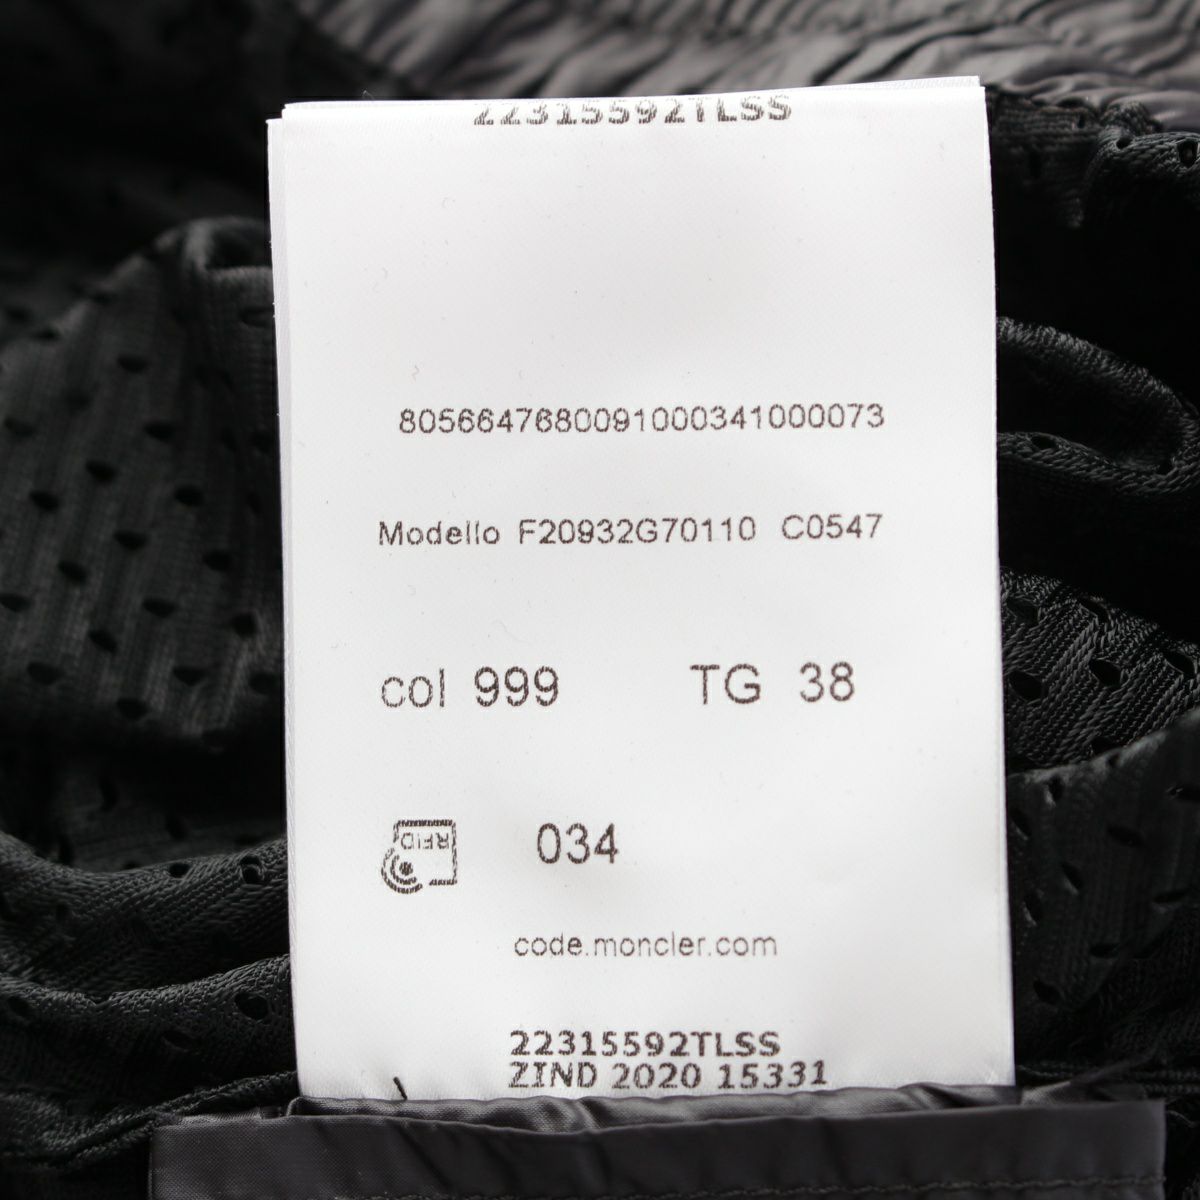 22315592TLSS
8056647680091000341000073
Modello F20932G70110 C0547
col 999 TG 38
RFID 034
code.moncler.com
22315592TLSS
ZIND 2020 15331